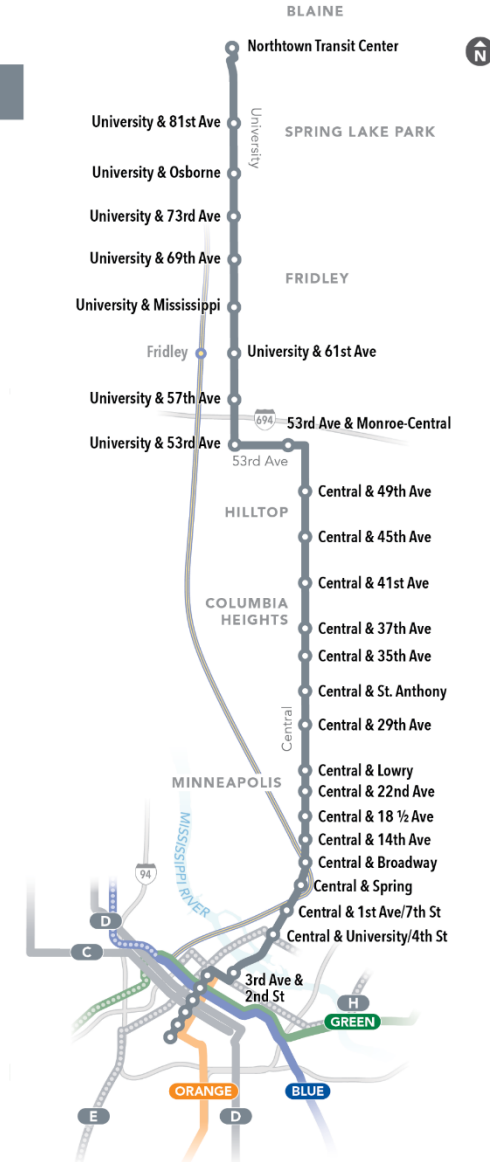 BLAINE
Northtown Transit Center
N
University & 81st Ave
University
SPRING LAKE PARK
University & Osborne
University & 73rd Ave
University & 69th Ave
FRIDLEY
University & Mississippi
Fridley
University & 61st Ave
University & 57th Ave
694
53rd Ave & Monroe-Central
University & 53rd Ave
53rd Ave
Central & 49th Ave
HILLTOP
Central & 45th Ave
Central & 41st Ave
COLUMBIA
HEIGHTS
Central & 37th Ave
Central & 35th Ave
Central & St. Anthony
Central & 29th Ave
Central
Central & Lowry
MINNEAPOLIS
Central & 22nd Ave
Central & 18 ½ Ave
Central & 14th Ave
Central & Broadway
MISSISSIPPI RIVER
94
Central & Spring
Central & 1st Ave/7th St
D
Central & University/4th St
C
3rd Ave &
2nd St
H
GREEN
ORANGE
BLUE
E
D